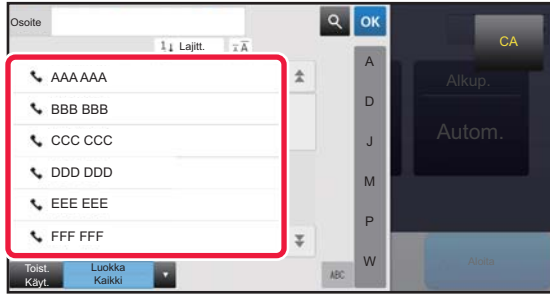 Osoite
OK
CA
1 Lajitt.
A
AAA AAA
A
Alkup.
BBB BBB
D
CCC CCC
J
Autom.
DDD DDD
M
EEE EEE
P
FFF FFF
W
Aloita
Toist.
Käyt.
Luokka
Kaikki
ABC